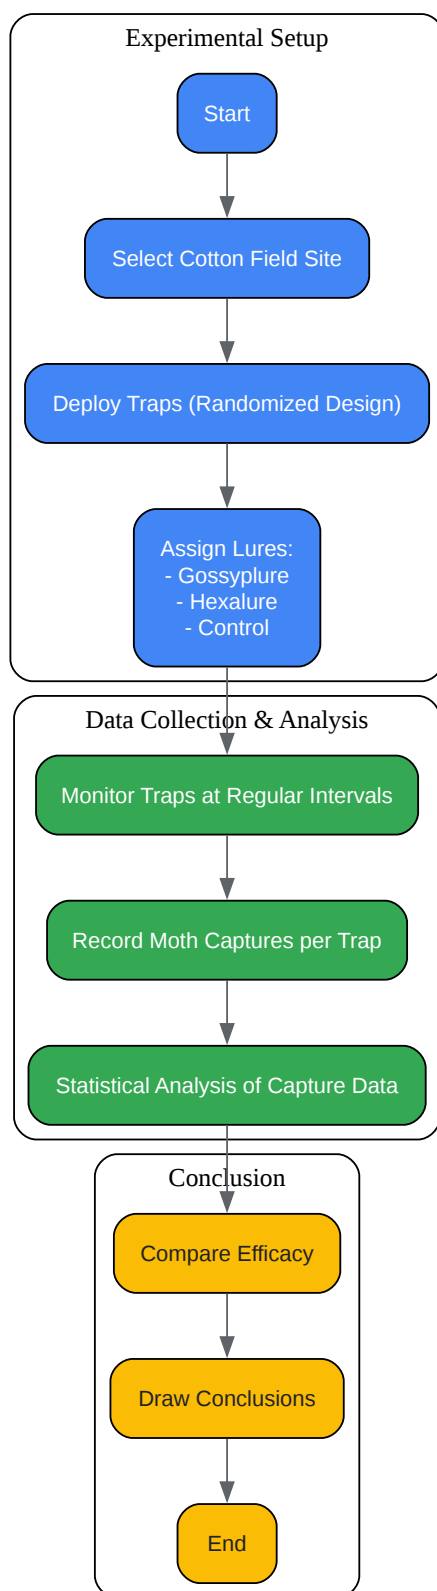 Experimental Setup
Start
Select Cotton Field Site
Deploy Traps (Randomized Design)
Assign Lures:
- Gossyplure
- Hexalure
- Control
Data Collection & Analysis
Monitor Traps at Regular Intervals
Record Moth Captures per Trap
Statistical Analysis of Capture Data
Conclusion
Compare Efficacy
Draw Conclusions
End